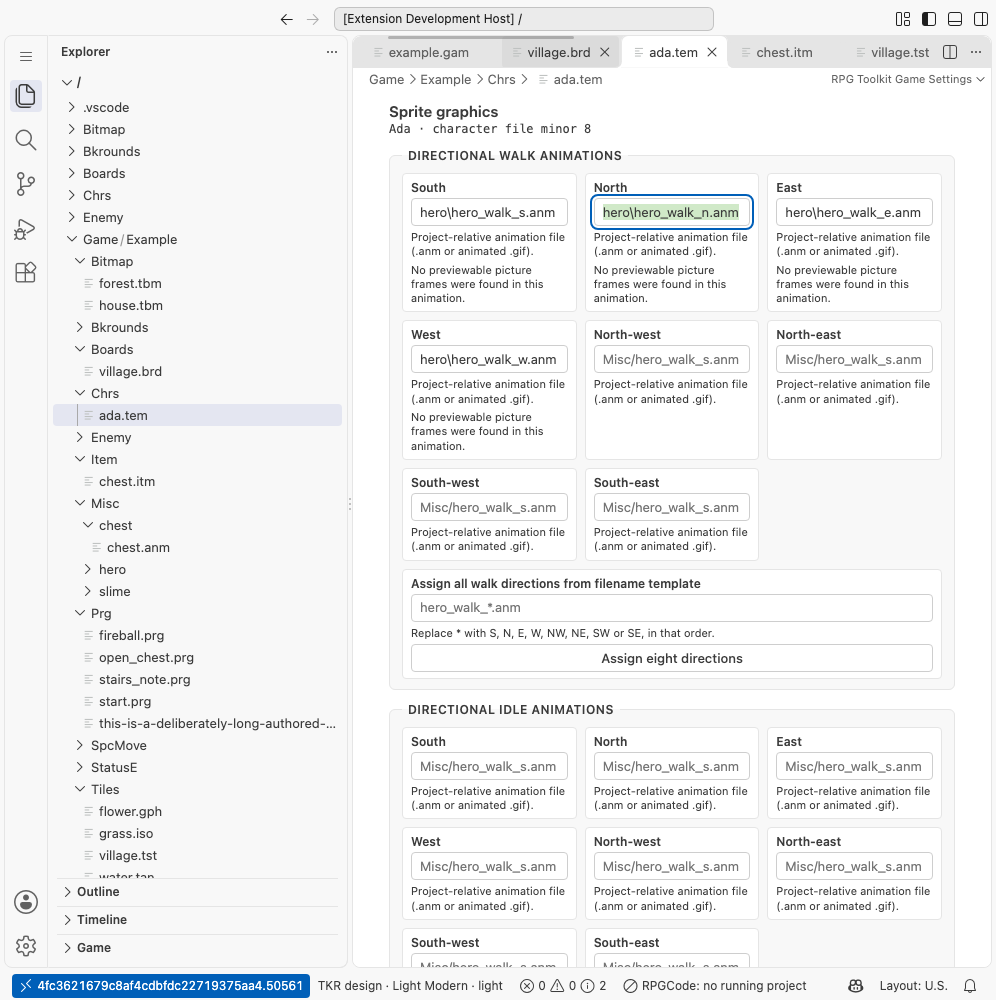 [Extension Development Host] /
Explorer
/
.vscode
Bitmap
Bkrounds
Boards
Chrs
Enemy
Game / Example
Bitmap
forest.tbm
house.tbm
Bkrounds
Boards
village.brd
Chrs
ada.tem
Enemy
Item
chest.itm
Misc
chest
chest.anm
hero
slime
Prg
fireball.prg
open_chest.prg
stairs_note.prg
start.prg
this-is-a-deliberately-long-authored-...
SpcMove
StatusE
Tiles
flower.gph
grass.iso
village.tst
water.tan
Outline
Timeline
Game
example.gam
village.brd
ada.tem
chest.itm
village.tst
Game > Example > Chrs > ada.tem
RPG Toolkit Game Settings
Sprite graphics
Ada · character file minor 8
DIRECTIONAL WALK ANIMATIONS
South
hero\hero_walk_s.anm
Project-relative animation file
(.anm or animated .gif).
No previewable picture
frames were found in this
animation.
North
hero\hero_walk_n.anm
Project-relative animation file
(.anm or animated .gif).
No previewable picture
frames were found in this
animation.
East
hero\hero_walk_e.anm
Project-relative animation file
(.anm or animated .gif).
No previewable picture
frames were found in this
animation.
West
hero\hero_walk_w.anm
Project-relative animation file
(.anm or animated .gif).
No previewable picture
frames were found in this
animation.
North-west
Misc/hero_walk_s.anm
Project-relative animation file
(.anm or animated .gif).
North-east
Misc/hero_walk_s.anm
Project-relative animation file
(.anm or animated .gif).
South-west
Misc/hero_walk_s.anm
Project-relative animation file
(.anm or animated .gif).
South-east
Misc/hero_walk_s.anm
Project-relative animation file
(.anm or animated .gif).
Assign all walk directions from filename template
hero_walk_*.anm
Replace * with S, N, E, W, NW, NE, SW or SE, in that order.
Assign eight directions
DIRECTIONAL IDLE ANIMATIONS
South
Misc/hero_walk_s.anm
Project-relative animation file
(.anm or animated .gif).
North
Misc/hero_walk_s.anm
Project-relative animation file
(.anm or animated .gif).
East
Misc/hero_walk_s.anm
Project-relative animation file
(.anm or animated .gif).
West
Misc/hero_walk_s.anm
Project-relative animation file
(.anm or animated .gif).
North-west
Misc/hero_walk_s.anm
Project-relative animation file
(.anm or animated .gif).
North-east
Misc/hero_walk_s.anm
Project-relative animation file
(.anm or animated .gif).
South-west
Misc/hero_walk_s.anm
South-east
Misc/hero_walk_s.anm
4fc3621679c8af4cdbfdc22719375aa4.50561
TKR design · Light Modern · light
0
0
2
RPGCode: no running project
Layout: U.S.